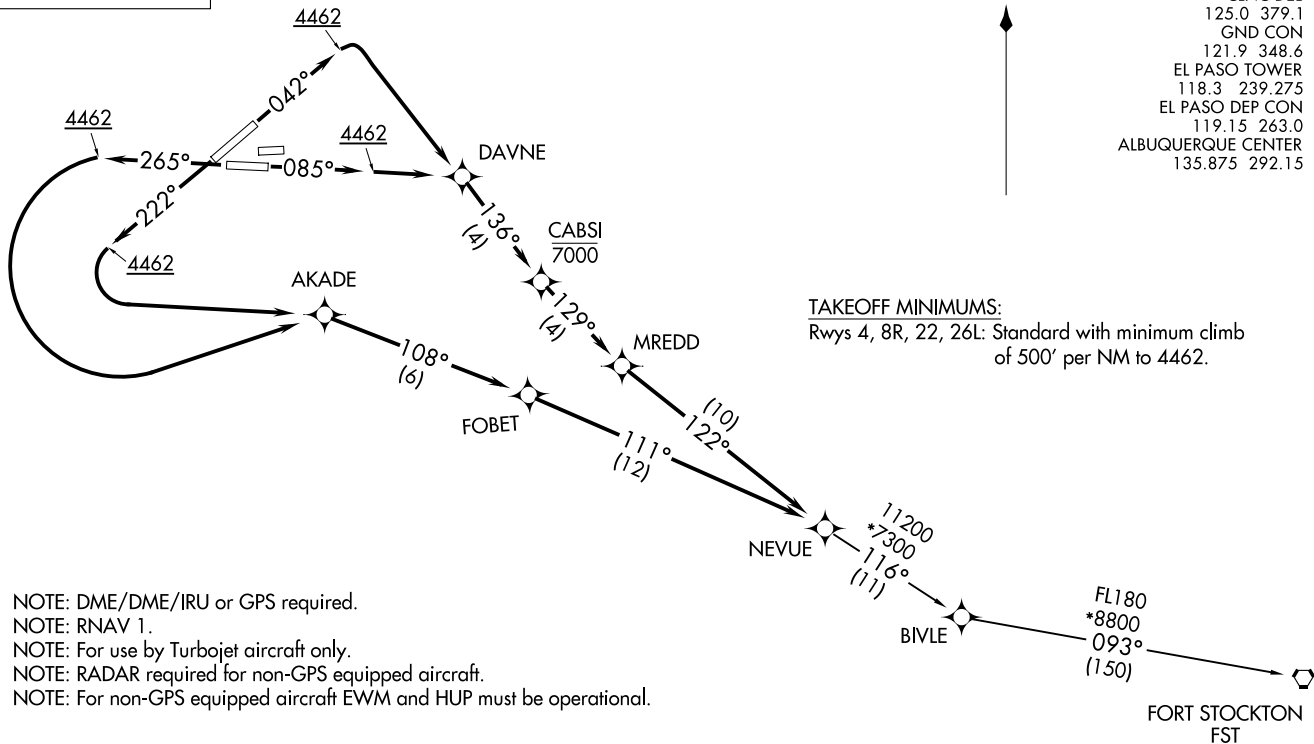 125.0 379.1
GND CON
121.9 348.6
EL PASO TOWER
118.3 239.275
EL PASO DEP CON
119.15 263.0
ALBUQUERQUE CENTER
135.875 292.15
4462
042°
4462
4462
265°
085°
DAVNE
222°
136°
(4)
CABSI
7000
4462
AKADE
129°
(4)
TAKEOFF MINIMUMS:
Rwys 4, 8R, 22, 26L: Standard with minimum climb
of 500' per NM to 4462.
MREDD
108°
(6)
(10)
122°
FOBET
111°
(12)
11200
*7300
116°
(11)
NEVUE
FL180
*8800
093°
(150)
BIVLE
NOTE: DME/DME/IRU or GPS required.
NOTE: RNAV 1.
NOTE: For use by Turbojet aircraft only.
NOTE: RADAR required for non-GPS equipped aircraft.
NOTE: For non-GPS equipped aircraft EWM and HUP must be operational.
FORT STOCKTON
FST